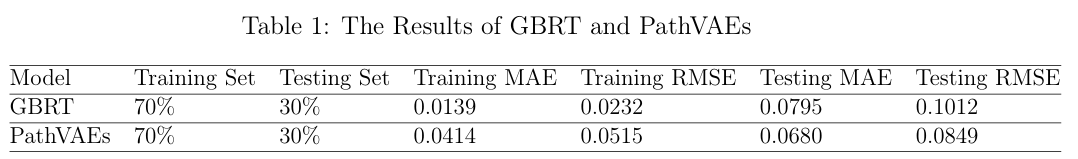 Table 1: The Results of GBRT and PathVAEs
Model Training Set Testing Set Training MAE Training RMSE Testing MAE Testing RMSE
GBRT 70% 30% 0.0139 0.0232 0.0795 0.1012
PathVAEs 70% 30% 0.0414 0.0515 0.0680 0.0849